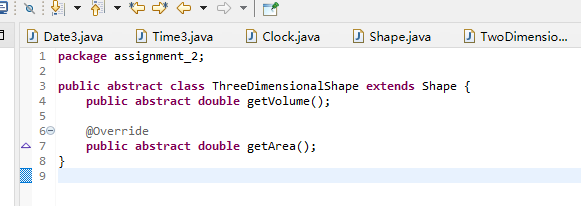 Date3.java Time3.java Clock.java Shape.java TwoDimensio...
1 package assignment_2;
2
3 public abstract class ThreeDimensionalShape extends Shape {
4     public abstract double getVolume();
5
6     @Override
7     public abstract double getArea();
8 }
9